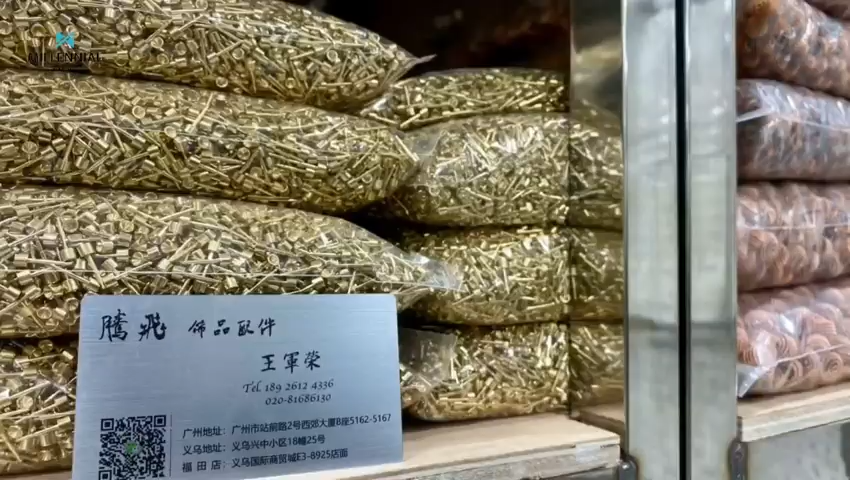 MILLENNIAL
騰飛 飾品配件
王軍榮
Tel. 189 2612 4336
020-81686130
广州地址：广州市站前路2号西郊大厦B座5162-5167
义乌地址：义乌兴中小区18幢25号
福田店：义乌国际商贸城E3-8925店面